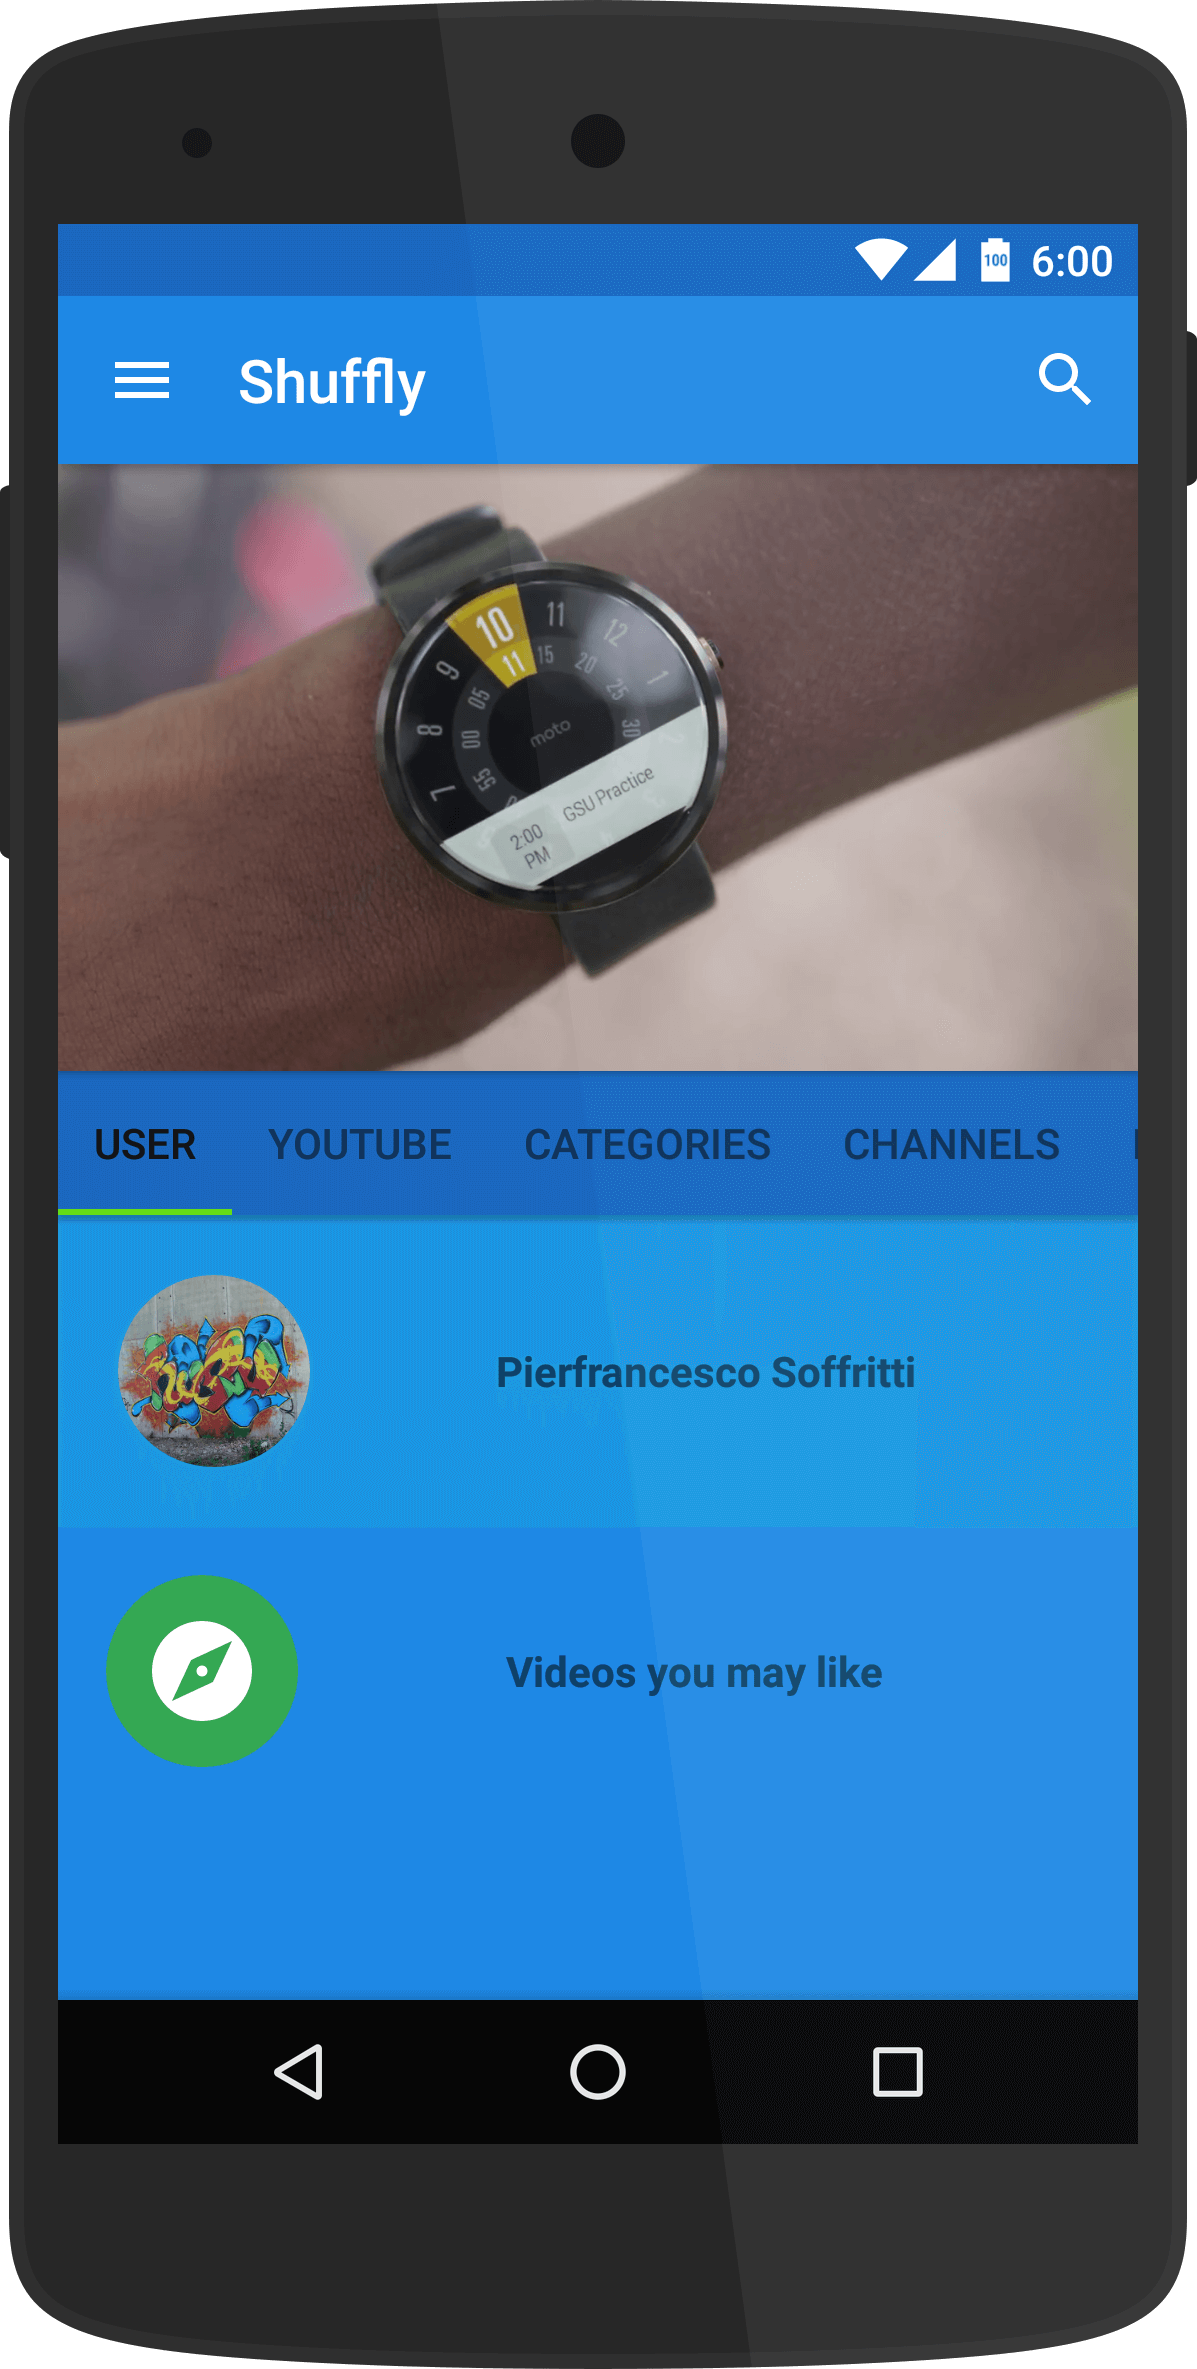 100 6:00
Shuffly
10 11 12 1
11 15 20 25 30
9 8 7
05 00 55
moto
GSU Practice
2:00
PM
USER YOUTUBE CATEGORIES CHANNELS
Pierfrancesco Soffritti
Videos you may like